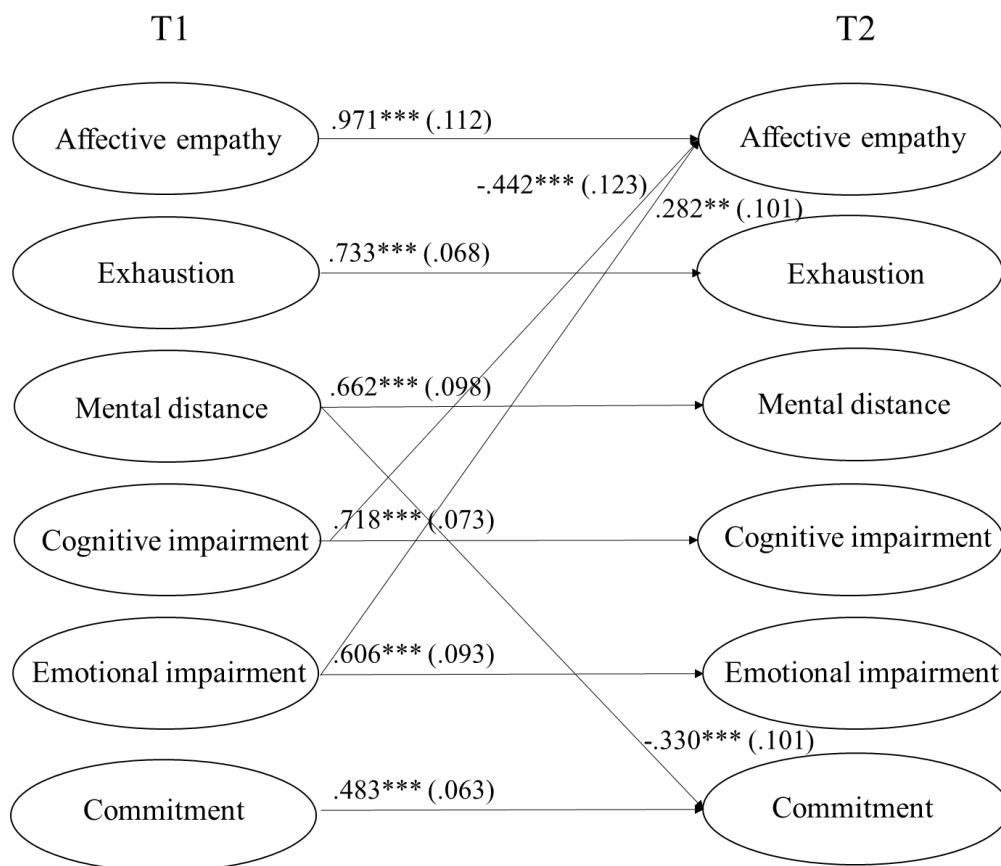 T1 T2
Affective empathy .971*** (.112) Affective empathy
-.442*** (.123) .282** (.101)
Exhaustion .733*** (.068) Exhaustion
Mental distance .662*** (.098) Mental distance
Cognitive impairment .718*** (.073) Cognitive impairment
Emotional impairment .606*** (.093) Emotional impairment
-.330*** (.101)
Commitment .483*** (.063) Commitment